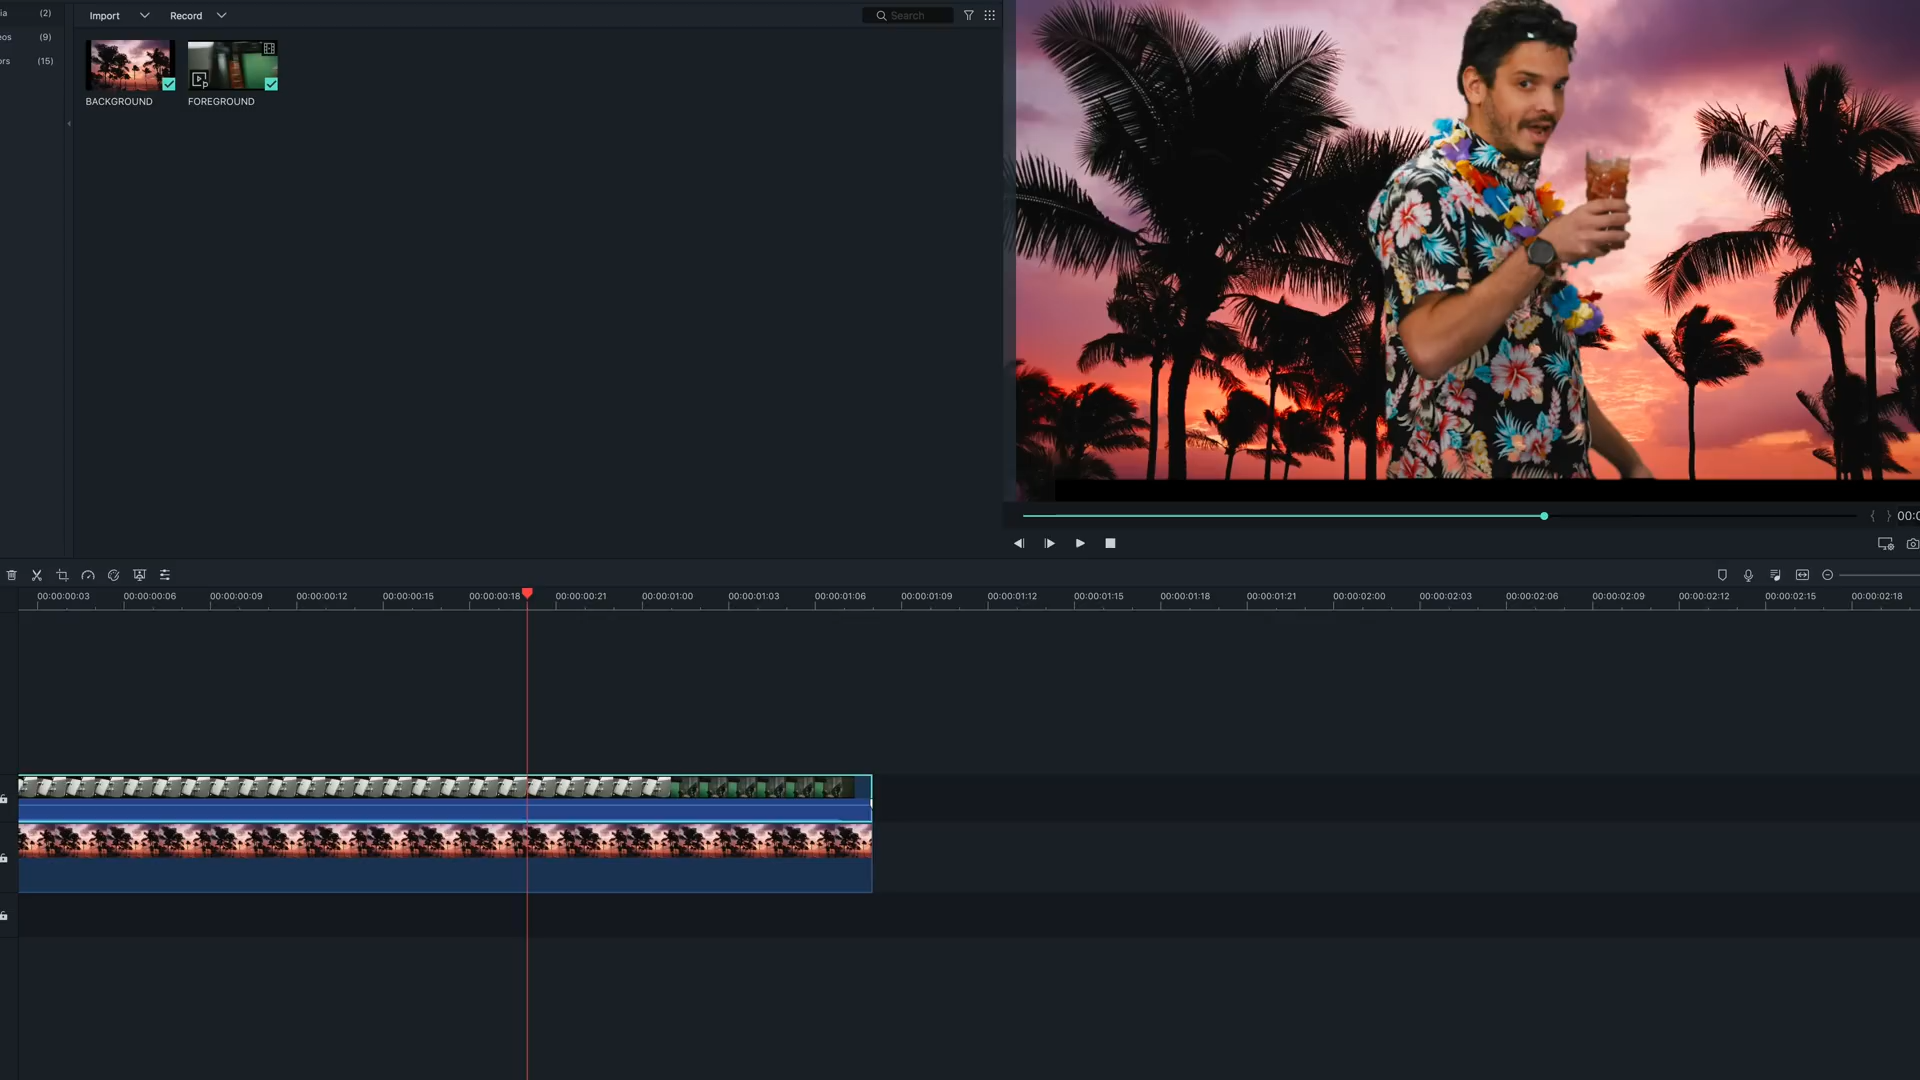 ia (2)
Import
Record
Search
eos (9)
ors (15)
BACKGROUND
FOREGROUND
00:0
00:00:00:03
00:00:00:06
00:00:00:09
00:00:00:12
00:00:00:15
00:00:00:18
00:00:00:21
00:00:01:00
00:00:01:03
00:00:01:06
00:00:01:09
00:00:01:12
00:00:01:15
00:00:01:18
00:00:01:21
00:00:02:00
00:00:02:03
00:00:02:06
00:00:02:09
00:00:02:12
00:00:02:15
00:00:02:18